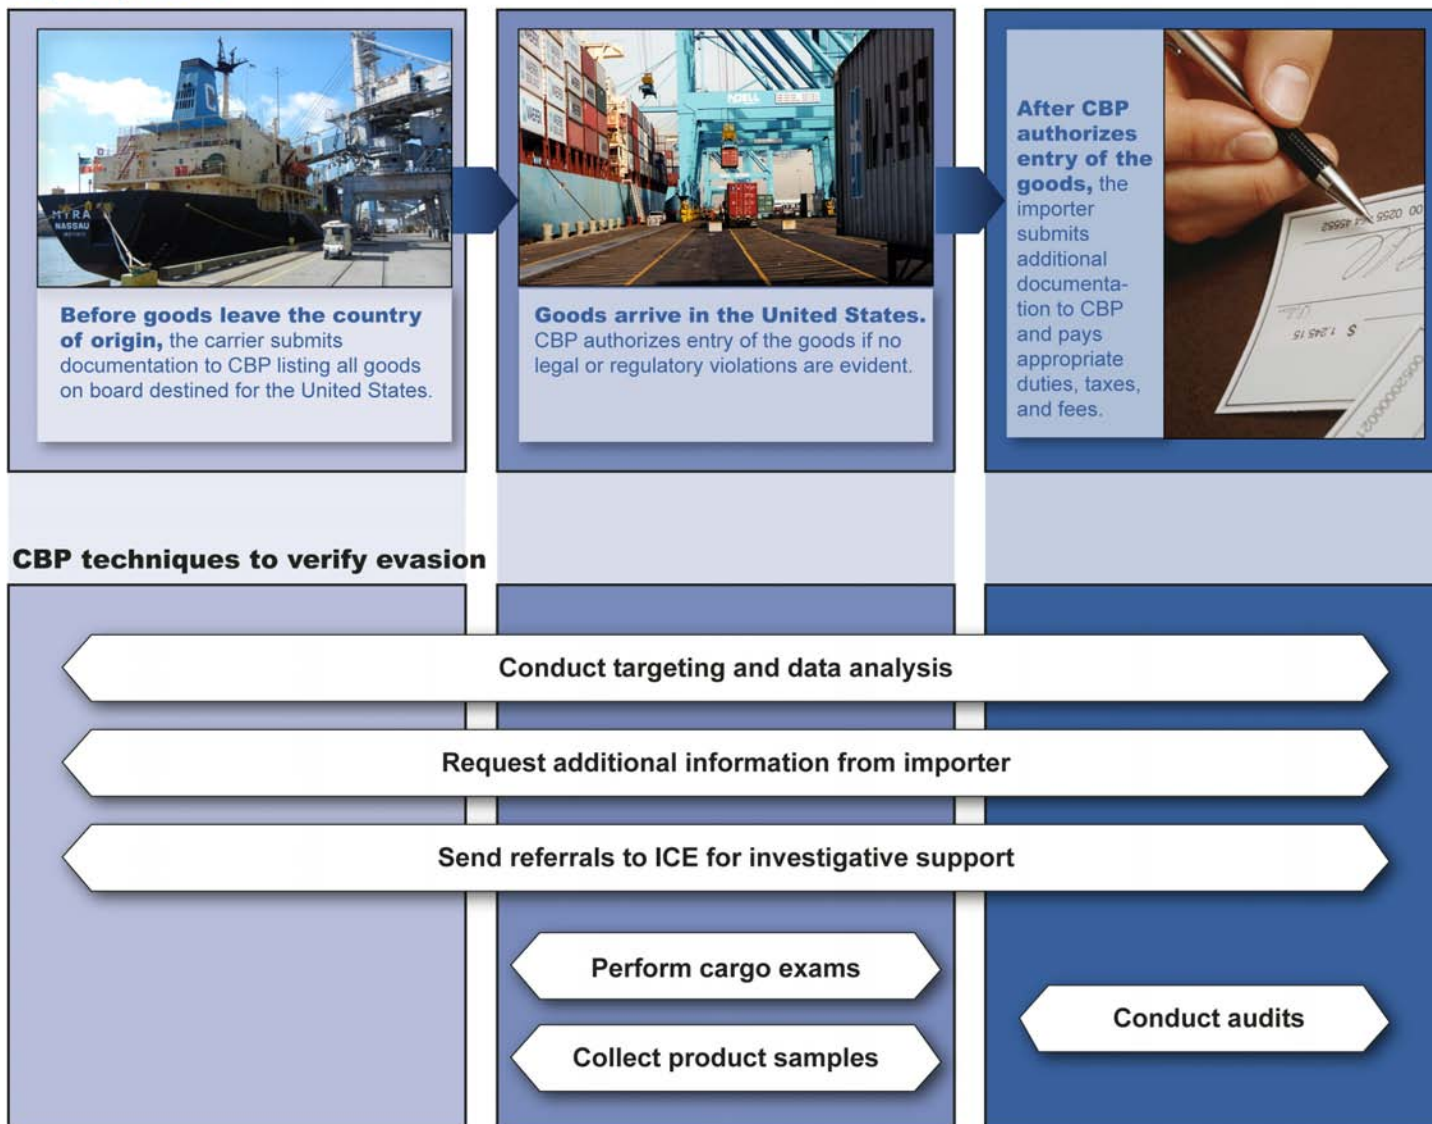 MYRA
NASSAU
Before goods leave the country
of origin, the carrier submits
documentation to CBP listing all goods
on board destined for the United States.
Goods arrive in the United States.
CBP authorizes entry of the goods if no
legal or regulatory violations are evident.
After CBP
authorizes
entry of the
goods, the
importer
submits
additional
documenta-
tion to CBP
and pays
appropriate
duties, taxes,
and fees.
$ 1,245.15
CBP techniques to verify evasion
Conduct targeting and data analysis
Request additional information from importer
Send referrals to ICE for investigative support
Perform cargo exams
Collect product samples
Conduct audits